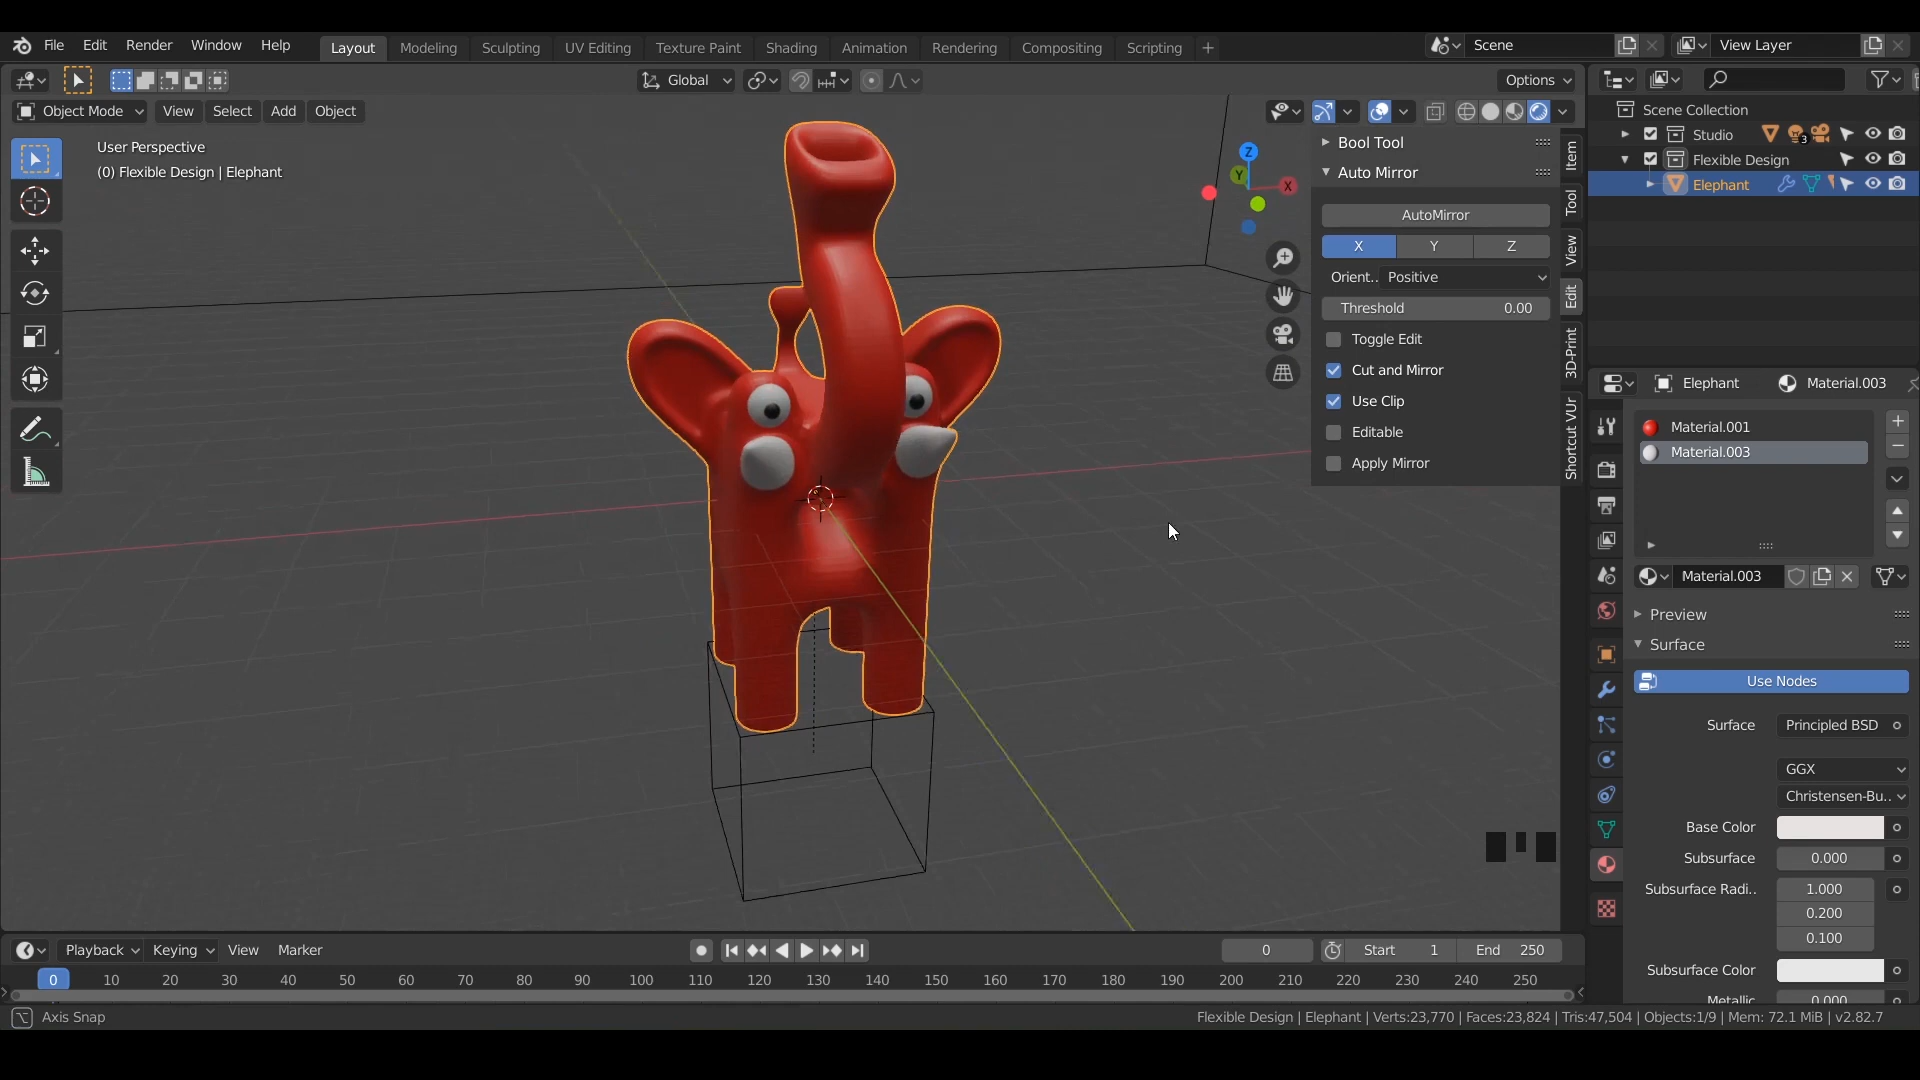 File Edit Render Window Help Layout Modeling Sculpting UV Editing Texture Paint Shading Animation Rendering Compositing Scripting + Scene View Layer
Global Options
Object Mode View Select Add Object
User Perspective
(0) Flexible Design | Elephant
Z
Y
X
Bool Tool
Auto Mirror
AutoMirror
X Y Z
Orient.. Positive
Threshold 0.00
Toggle Edit
Cut and Mirror
Use Clip
Editable
Apply Mirror
Item
Tool
View
Edit
3D-Print
Shortcut VUr
Scene Collection
Studio 3
Flexible Design
Elephant
Elephant Material.003
Material.001
Material.003
Material.003
Preview
Surface
Use Nodes
Surface Principled BSD
GGX
Christensen-Bu..
Base Color
Subsurface 0.000
Subsurface Radi.. 1.000
0.200
0.100
Subsurface Color
Metallic 0.000
Playback Keying View Marker 0 Start 1 End 250
0 10 20 30 40 50 60 70 80 90 100 110 120 130 140 150 160 170 180 190 200 210 220 230 240 250
Axis Snap
Flexible Design | Elephant | Verts:23,770 | Faces:23,824 | Tris:47,504 | Objects:1/9 | Mem: 72.1 MiB | v2.82.7